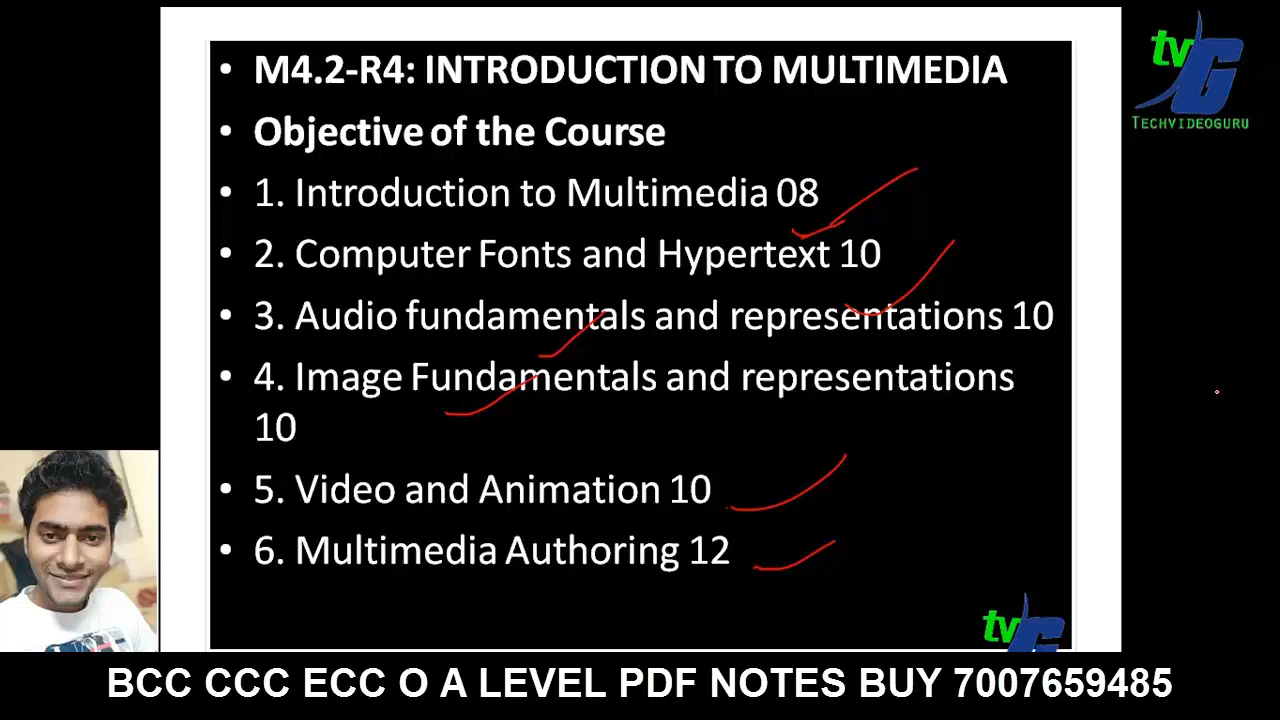 • M4.2-R4: INTRODUCTION TO MULTIMEDIA
• Objective of the Course
• 1. Introduction to Multimedia 08
• 2. Computer Fonts and Hypertext 10
• 3. Audio fundamentals and representations 10
• 4. Image Fundamentals and representations
10
• 5. Video and Animation 10
• 6. Multimedia Authoring 12
tvG
TECHVIDEOGURU
tvG
BCC CCC ECC O A LEVEL PDF NOTES BUY 7007659485